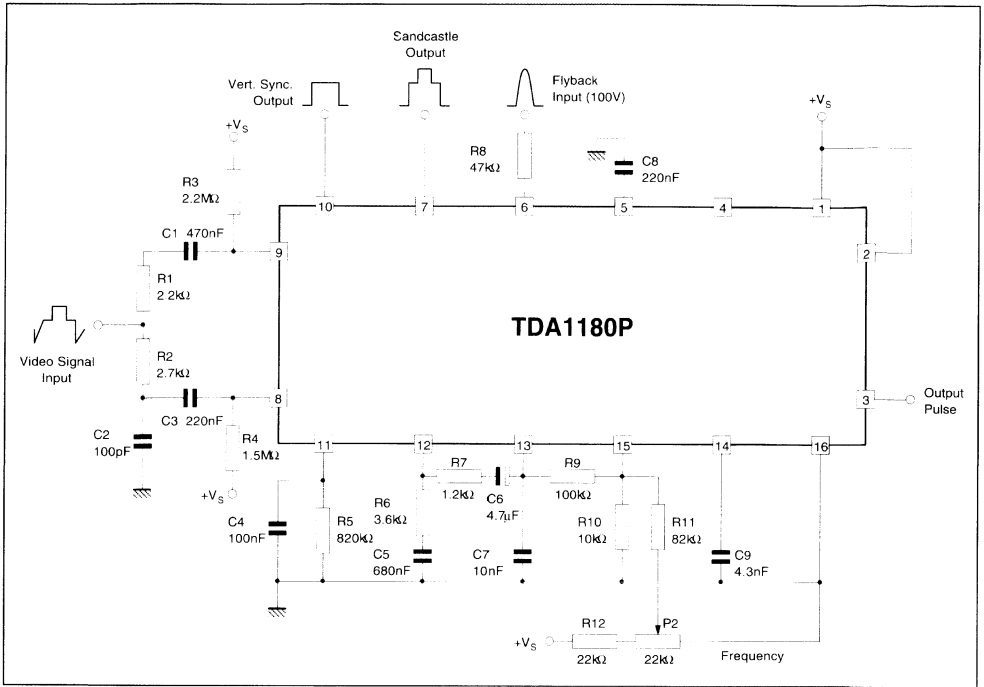 Sandcastle
Output
Vert. Sync.
Output
Flyback
Input (100V)
+VS
+VS
R8
47kΩ
C8
220nF
R3
2.2MΩ
10
7
6
5
4
1
C1 470nF
9
2
R1
2.2kΩ
TDA1180P
Video Signal
Input
R2
2.7kΩ
8
3
Output
Pulse
C3 220nF
C2
100pF
R4
1.5MΩ
+VS
11
12
13
15
14
16
R7
1.2kΩ
C6
4.7µF
R9
100kΩ
R6
3.6kΩ
R10
10kΩ
R11
82kΩ
C4
100nF
R5
820kΩ
C5
680nF
C7
10nF
C9
4.3nF
+VS
R12
22kΩ
P2
22kΩ
Frequency